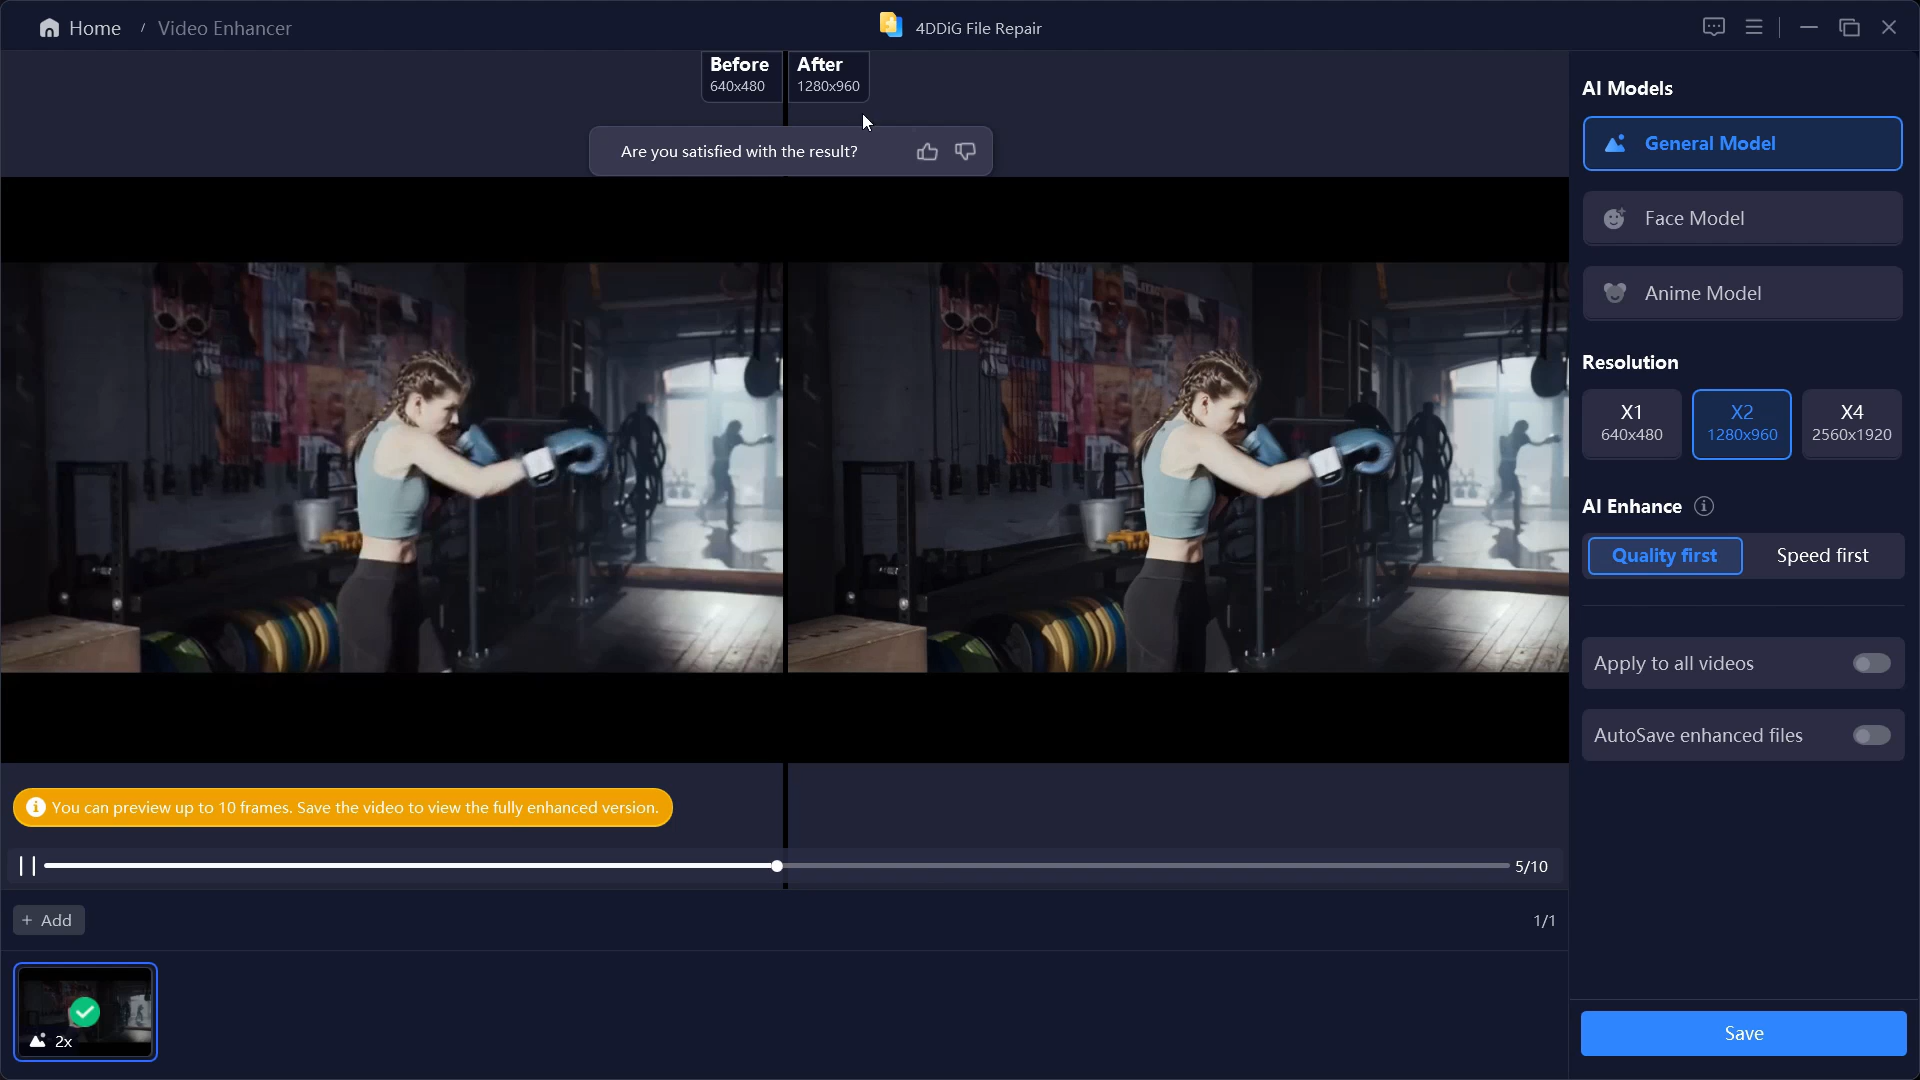 Home / Video Enhancer
4DDiG File Repair
Before
640x480
After
1280x960
Are you satisfied with the result?
You can preview up to 10 frames. Save the video to view the fully enhanced version.
5/10
+ Add
1/1
2x
AI Models
General Model
Face Model
Anime Model
Resolution
X1
640x480
X2
1280x960
X4
2560x1920
AI Enhance
Quality first
Speed first
Apply to all videos
AutoSave enhanced files
Save